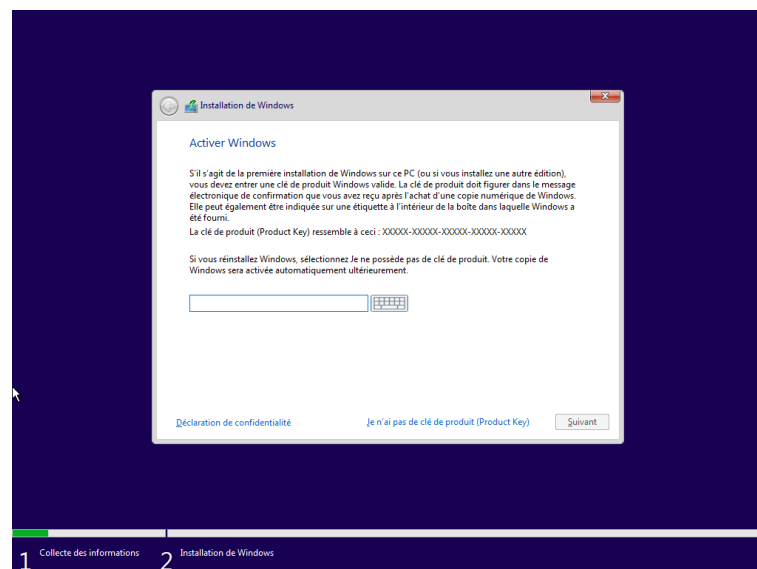 Installation de Windows
Activer Windows
S'il s'agit de la première installation de Windows sur ce PC (ou si vous installez une autre édition),
vous devez entrer une clé de produit Windows valide. La clé de produit doit figurer dans le message
électronique de confirmation que vous avez reçu après l'achat d'une copie numérique de Windows.
Elle peut également être indiquée sur une étiquette à l'intérieur de la boîte dans laquelle Windows a
été fourni.
La clé de produit (Product Key) ressemble à ceci : XXXXX-XXXXX-XXXXX-XXXXX-XXXXX
Si vous réinstallez Windows, sélectionnez Je ne possède pas de clé de produit. Votre copie de
Windows sera activée automatiquement ultérieurement.
Déclaration de confidentialité
Je n'ai pas de clé de produit (Product Key)
Suivant
1 Collecte des informations
2 Installation de Windows